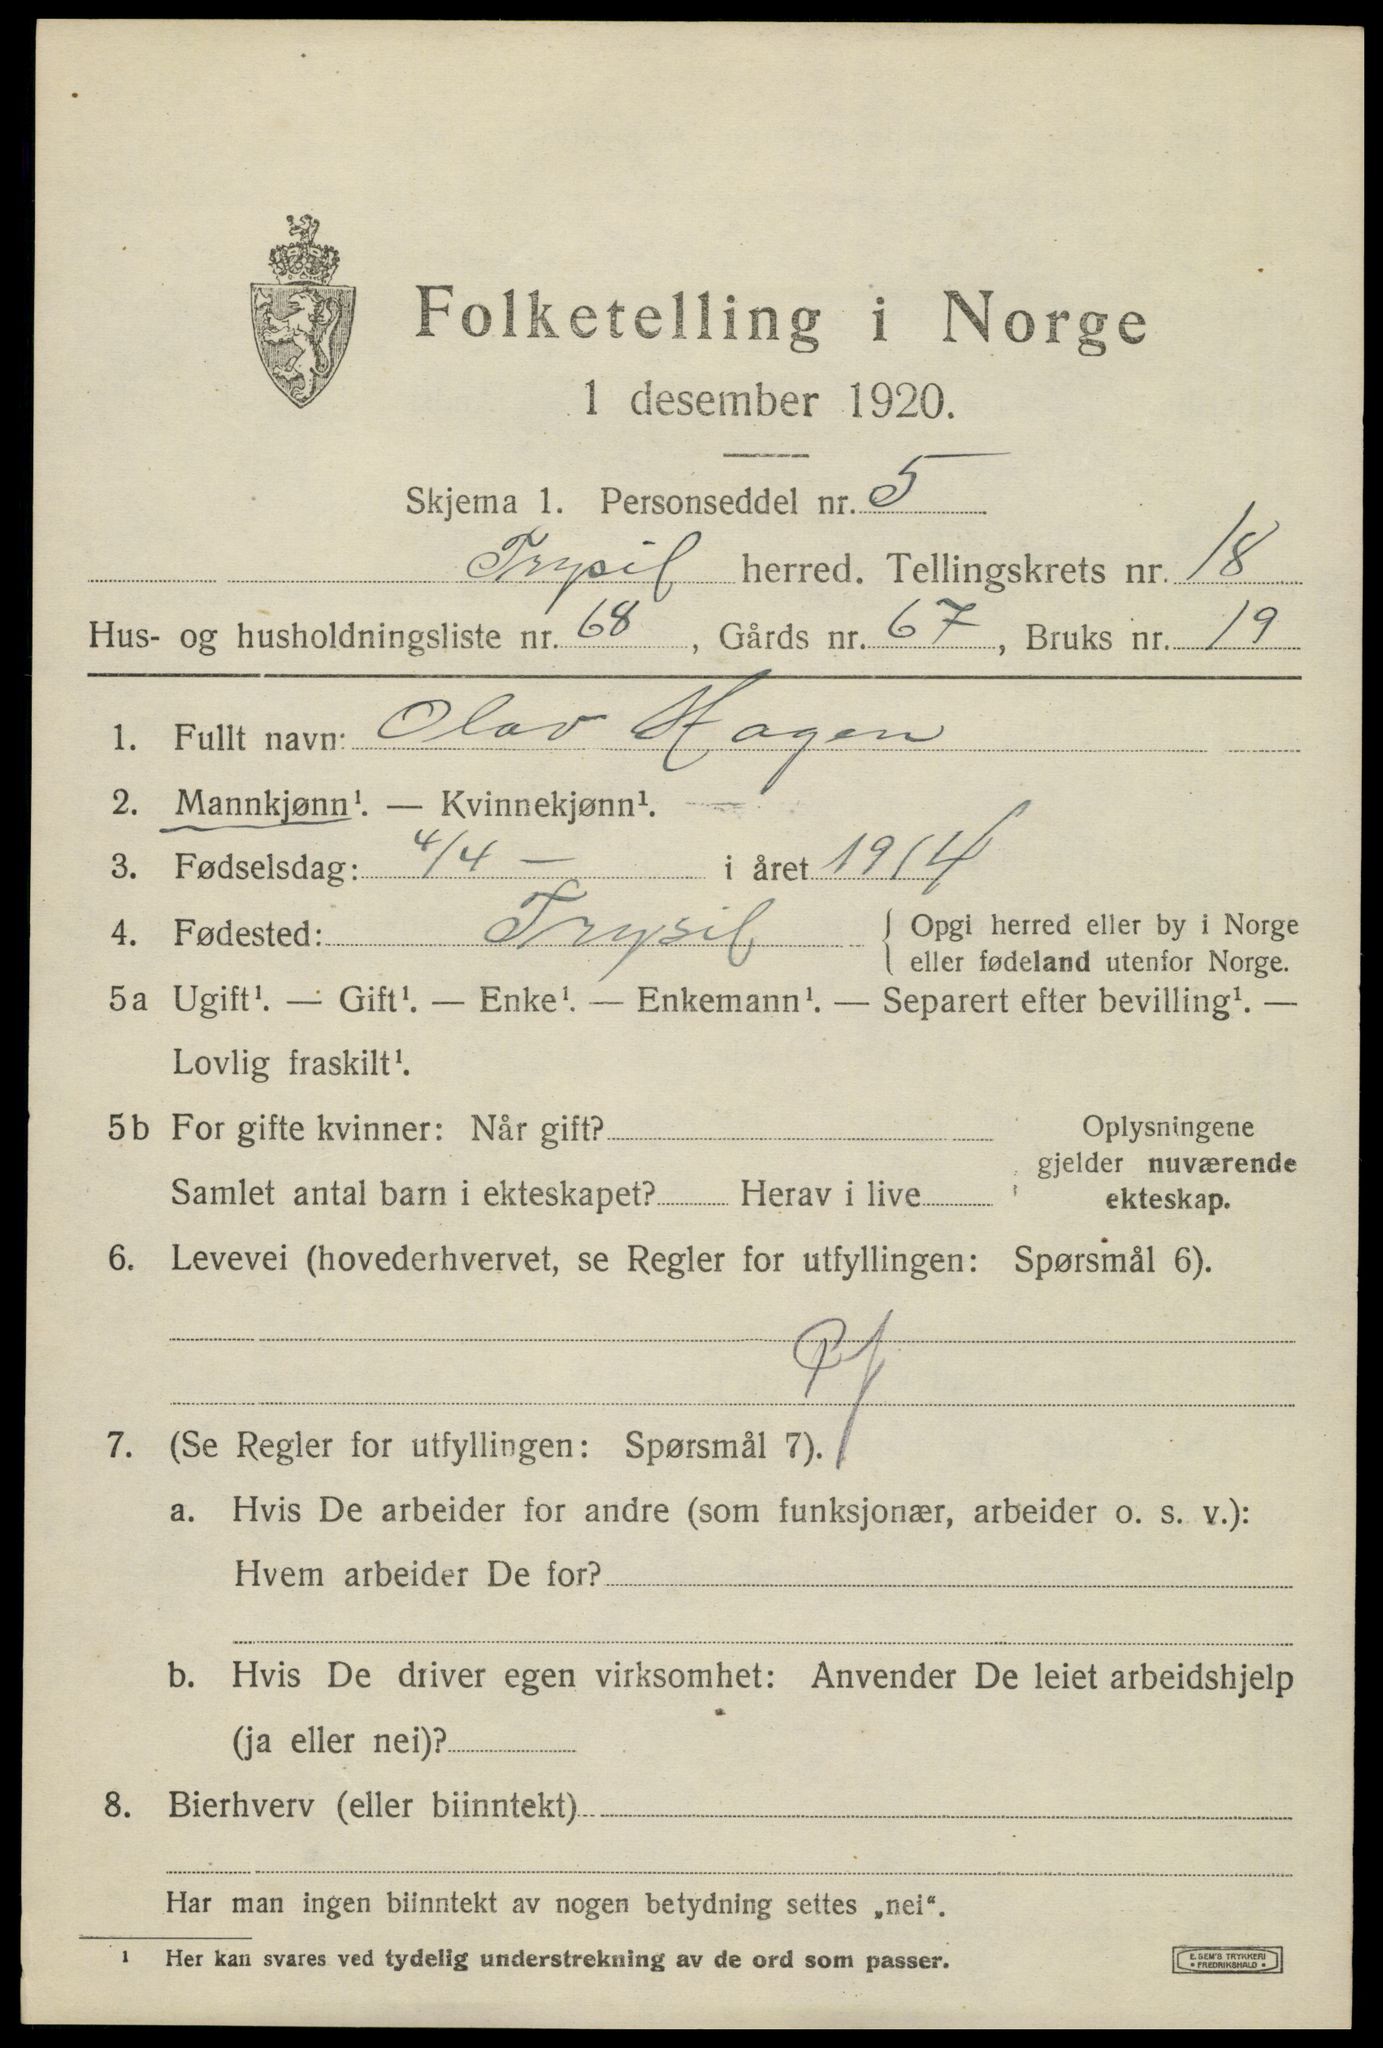 Folketelling i Norge
1 desember 1920.
Skjema 1. Personseddel nr. 5
Trysil herred. Tellingskrets nr. 18
Hus- og husholdningsliste nr. 68, Gårds nr. 67, Bruks nr. 19
1. Fullt navn: Olav Hagen
2. Mannkjønn¹. — Kvinnekjønn¹.
3. Fødselsdag: 4/4 — i året 1914
4. Fødested: Trysil { Opgi herred eller by i Norge
eller fødeland utenfor Norge.
5a Ugift¹. — Gift¹. — Enke¹. — Enkemann¹. — Separert efter bevilling¹. —
Lovlig fraskilt¹.
5b For gifte kvinner: Når gift?
Samlet antal barn i ekteskapet? Herav i live
Oplysningene
gjelder nuværende
ekteskap.
6. Levevei (hovederhvervet, se Regler for utfyllingen: Spørsmål 6).
7. (Se Regler for utfyllingen: Spørsmål 7).
a. Hvis De arbeider for andre (som funksjonær, arbeider o. s. v.):
Hvem arbeider De for?
b. Hvis De driver egen virksomhet: Anvender De leiet arbeidshjelp
(ja eller nei)?
8. Bierhverv (eller biinntekt)
Har man ingen biinntekt av nogen betydning settes „nei“.
¹ Her kan svares ved tydelig understrekning av de ord som passer.
E. SEM'S TRYKKERI
• FREDRIKSHALD •